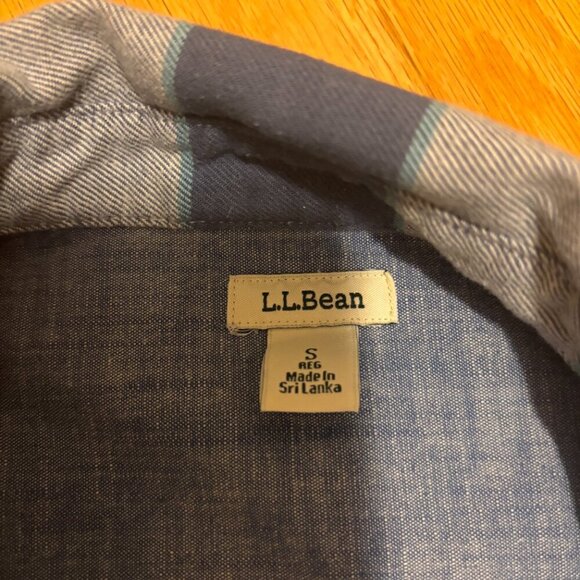 L.L.Bean
S
REG
Made In
Sri Lanka